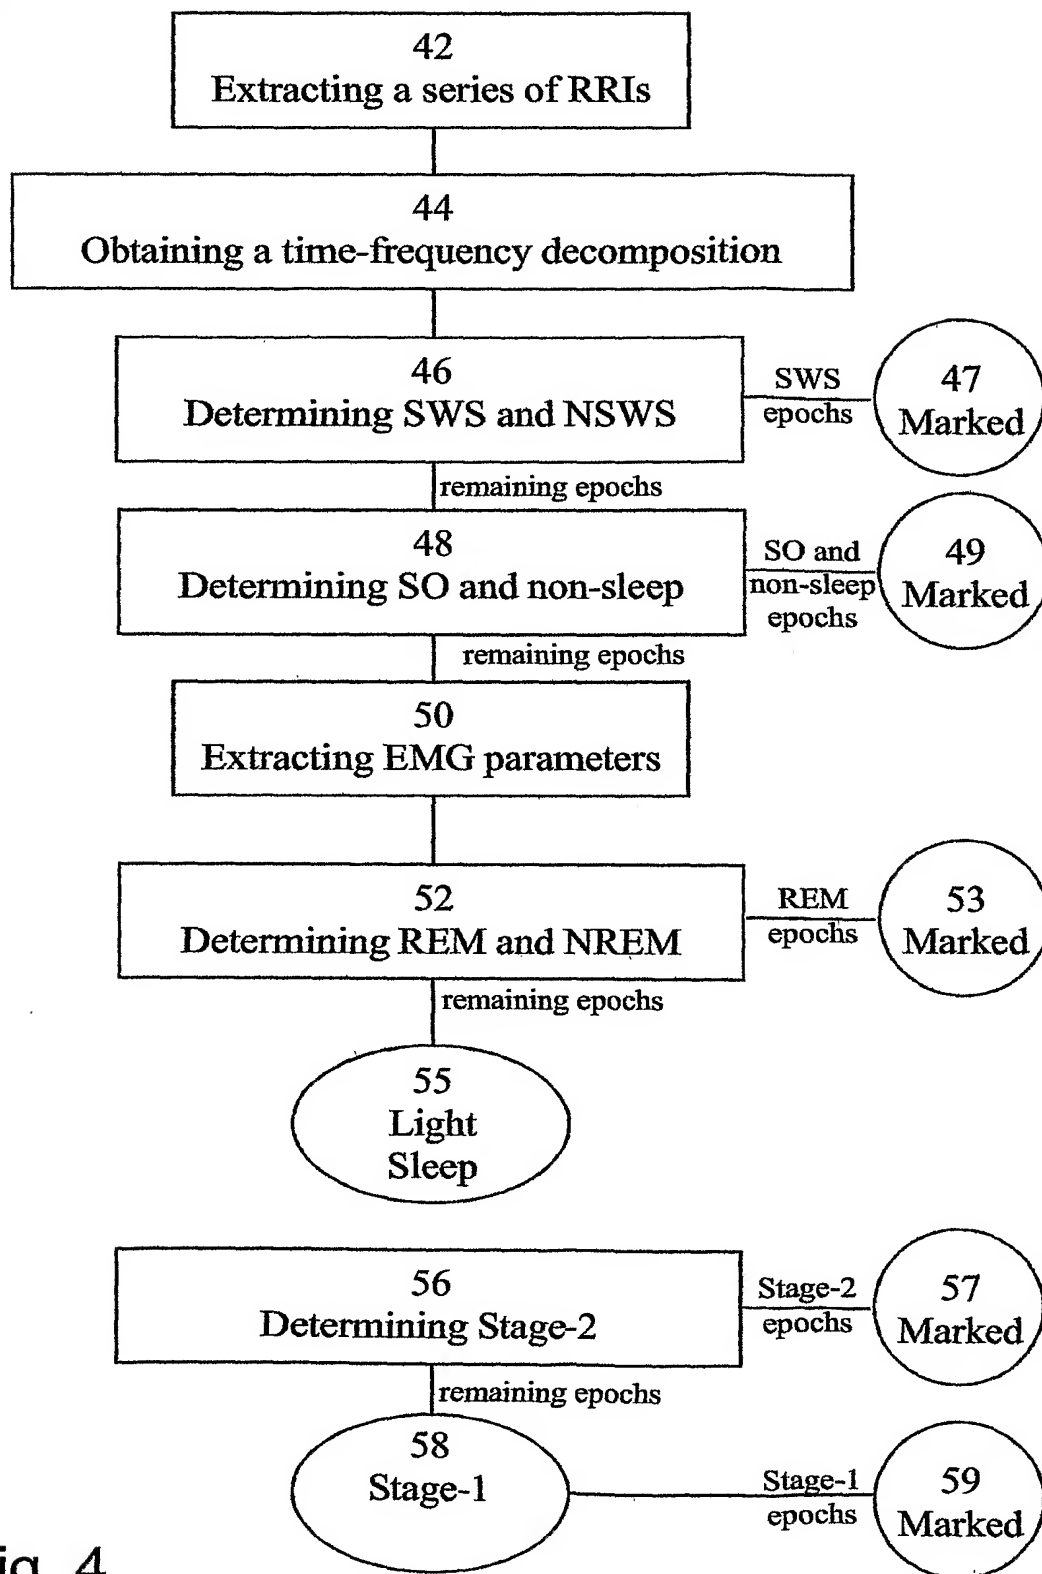 42
Extracting a series of RRIs
44
Obtaining a time-frequency decomposition
46
Determining SWS and NSWS
SWS
epochs
47
Marked
remaining epochs
48
Determining SO and non-sleep
SO and
non-sleep
epochs
49
Marked
remaining epochs
50
Extracting EMG parameters
52
Determining REM and NREM
REM
epochs
53
Marked
remaining epochs
55
Light
Sleep
56
Determining Stage-2
Stage-2
epochs
57
Marked
remaining epochs
58
Stage-1
Stage-1
epochs
59
Marked
ig. 4